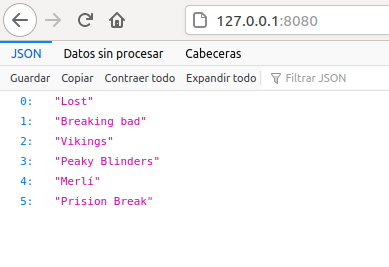 127.0.0.1:8080
JSON Datos sin procesar Cabeceras
Guardar Copiar Contraer todo Expandir todo Filtrar JSON
0: "Lost"
1: "Breaking bad"
2: "Vikings"
3: "Peaky Blinders"
4: "Merlí"
5: "Prision Break"